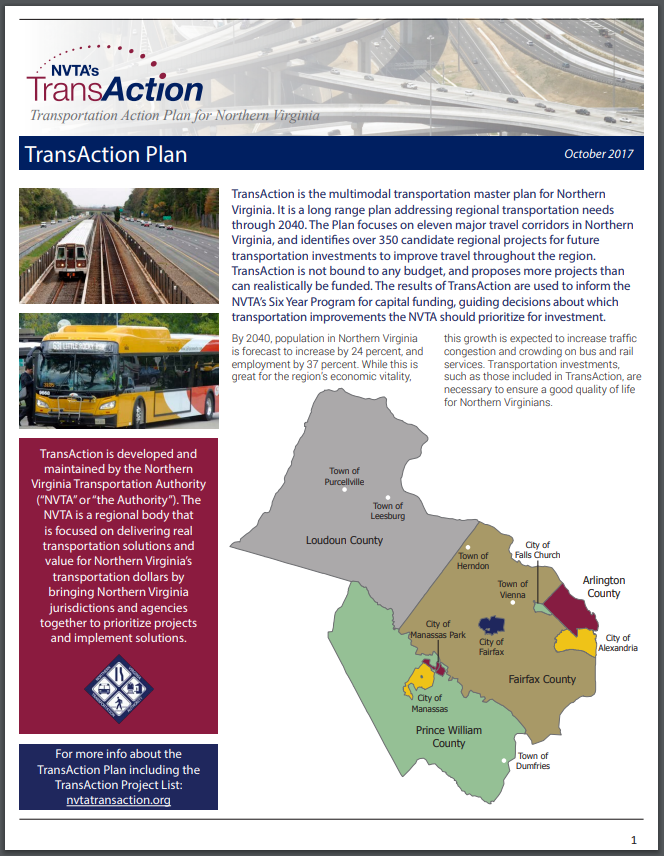 NVTA's
TransAction
Transportation Action Plan for Northern Virginia
TransAction Plan
October 2017
TransAction is the multimodal transportation master plan for Northern
Virginia. It is a long range plan addressing regional transportation needs
through 2040. The Plan focuses on eleven major travel corridors in Northern
Virginia, and identifies over 350 candidate regional projects for future
transportation investments to improve travel throughout the region.
TransAction is not bound to any budget, and proposes more projects than
can realistically be funded. The results of TransAction are used to inform the
NVTA's Six Year Program for capital funding, guiding decisions about which
transportation improvements the NVTA should prioritize for investment.
By 2040, population in Northern Virginia
is forecast to increase by 24 percent, and
employment by 37 percent. While this is
great for the region's economic vitality,
this growth is expected to increase traffic
congestion and crowding on bus and rail
services. Transportation investments,
such as those included in TransAction, are
necessary to ensure a good quality of life
for Northern Virginians.
TransAction is developed and
maintained by the Northern
Virginia Transportation Authority
("NVTA" or "the Authority"). The
NVTA is a regional body that
is focused on delivering real
transportation solutions and
value for Northern Virginia's
transportation dollars by
bringing Northern Virginia
jurisdictions and agencies
together to prioritize projects
and implement solutions.
For more info about the
TransAction Plan including the
TransAction Project List:
nvtatransaction.org
Town of
Purcellville
Town of
Leesburg
Loudoun County
Town of
Herndon
City of
Falls Church
Town of
Vienna
Arlington
County
City of
Manassas Park
City of
Fairfax
City of
Alexandria
Fairfax County
City of
Manassas
Prince William
County
Town of
Dumfries
1